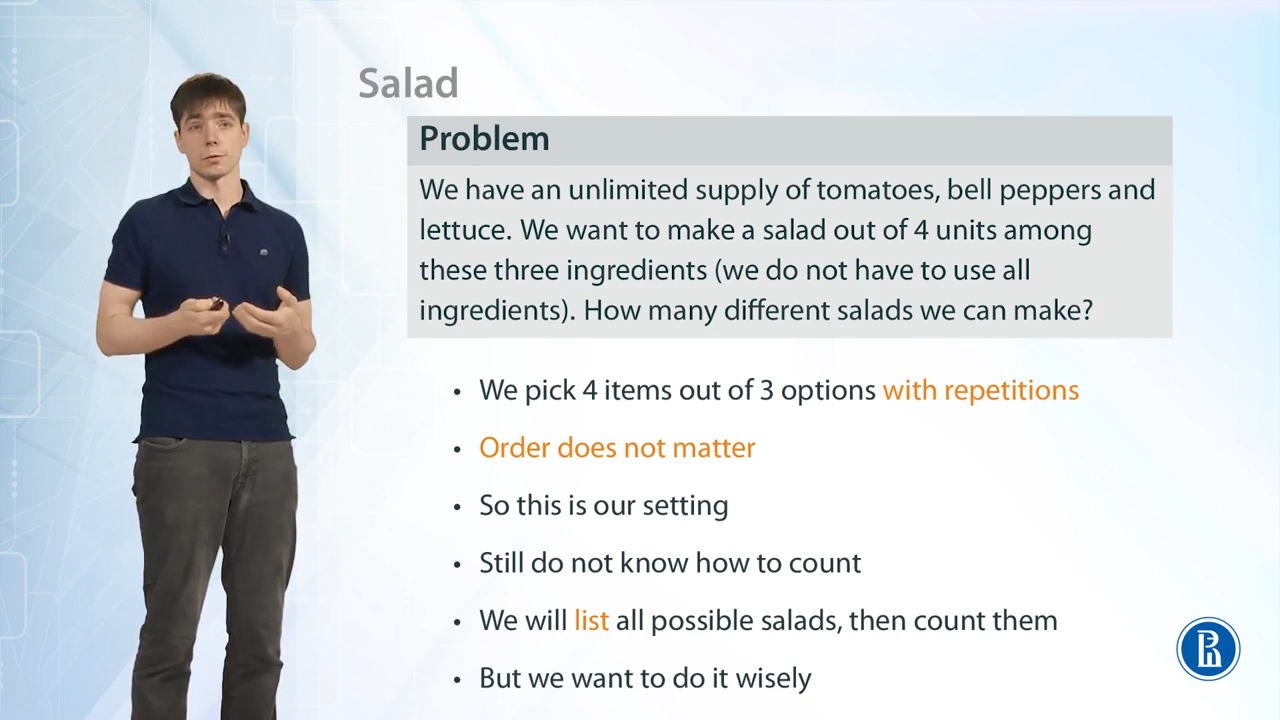 Salad
Problem
We have an unlimited supply of tomatoes, bell peppers and
lettuce. We want to make a salad out of 4 units among
these three ingredients (we do not have to use all
ingredients). How many different salads we can make?
• We pick 4 items out of 3 options with repetitions
• Order does not matter
• So this is our setting
• Still do not know how to count
• We will list all possible salads, then count them
• But we want to do it wisely